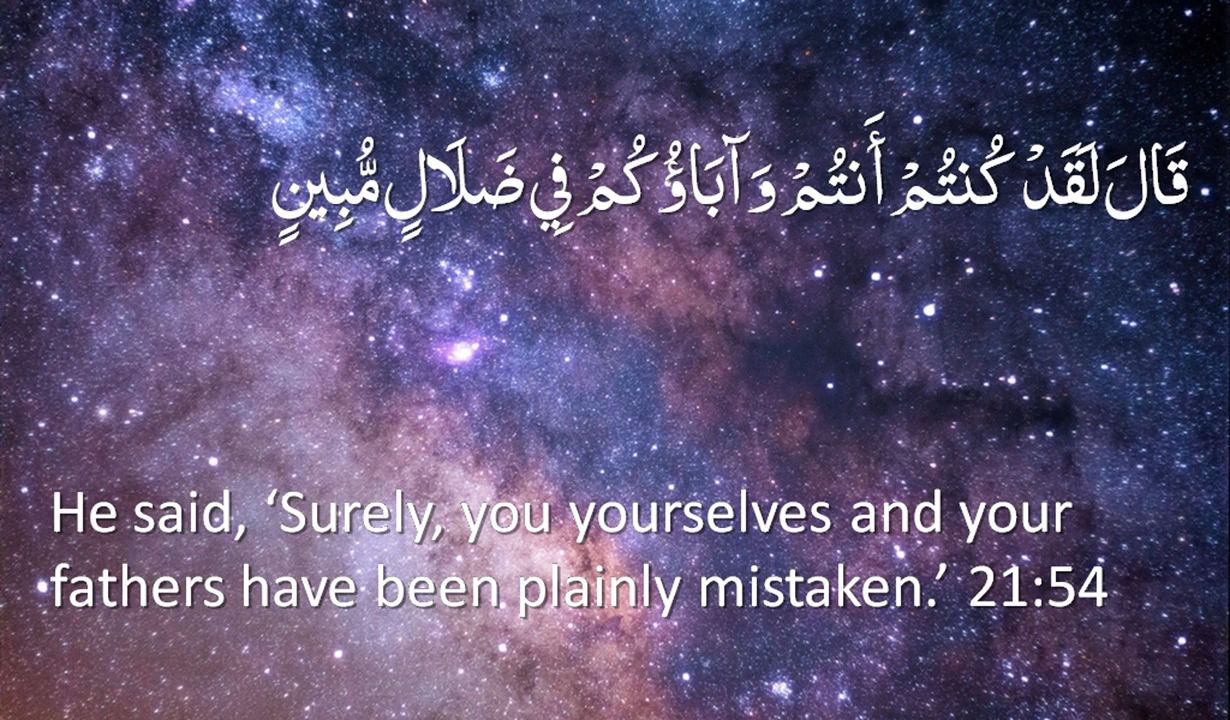 قَالَ لَقَدْ كُنتُمْ أَنتُمْ وَآبَاؤُكُمْ فِي ضَلَالٍ مُّبِينٍ
He said, ‘Surely, you yourselves and your
fathers have been plainly mistaken.’ 21:54